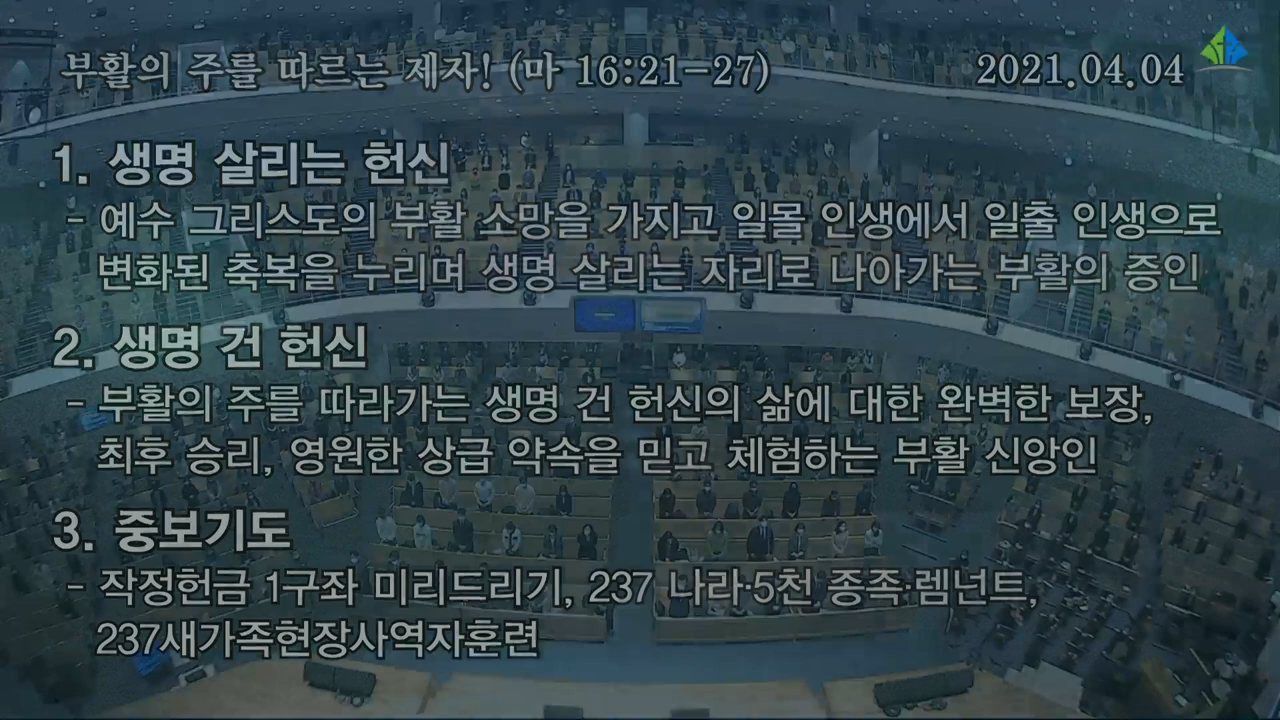 부활의 주를 따르는 제자! (마 16:21-27)
2021.04.04
1. 생명 살리는 헌신
- 예수 그리스도의 부활 소망을 가지고 일몰 인생에서 일출 인생으로
변화된 축복을 누리며 생명 살리는 자리로 나아가는 부활의 증인
2. 생명 건 헌신
- 부활의 주를 따라가는 생명 건 헌신의 삶에 대한 완벽한 보장,
최후 승리, 영원한 상급 약속을 믿고 체험하는 부활 신앙인
3. 중보기도
- 작정헌금 1구좌 미리드리기, 237 나라·5천 종족·렘넌트,
237새가족현장사역자훈련